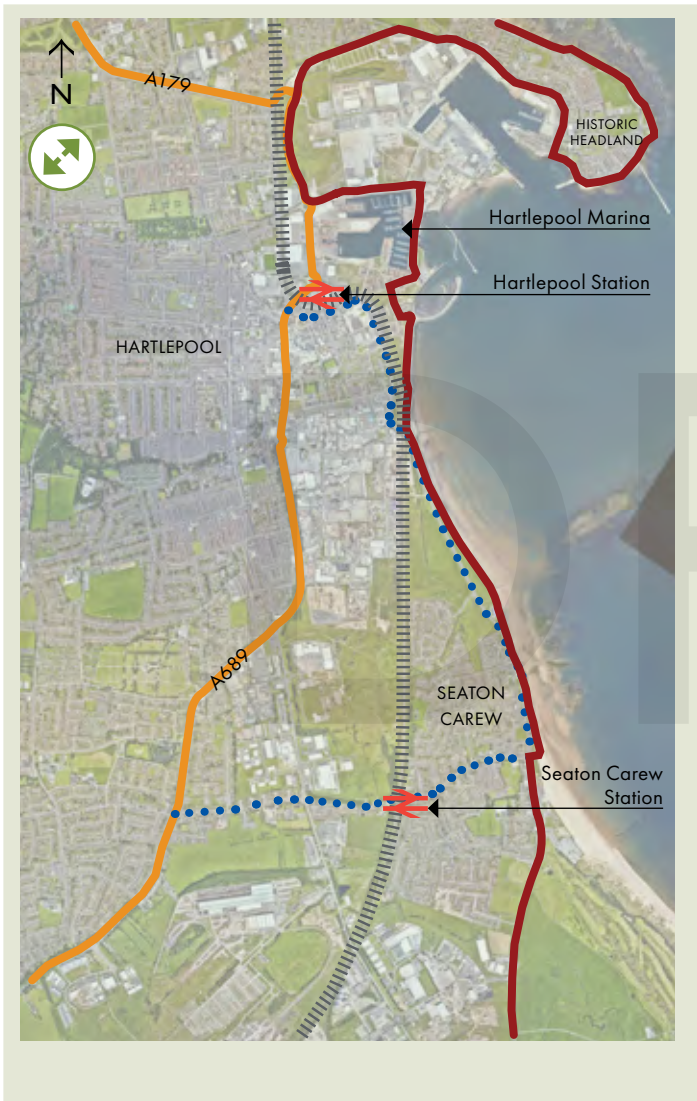 A179
N
HISTORIC
HEADLAND
Hartlepool Marina
Hartlepool Station
HARTLEPOOL
A689
SEATON
CAREW
Seaton Carew
Station